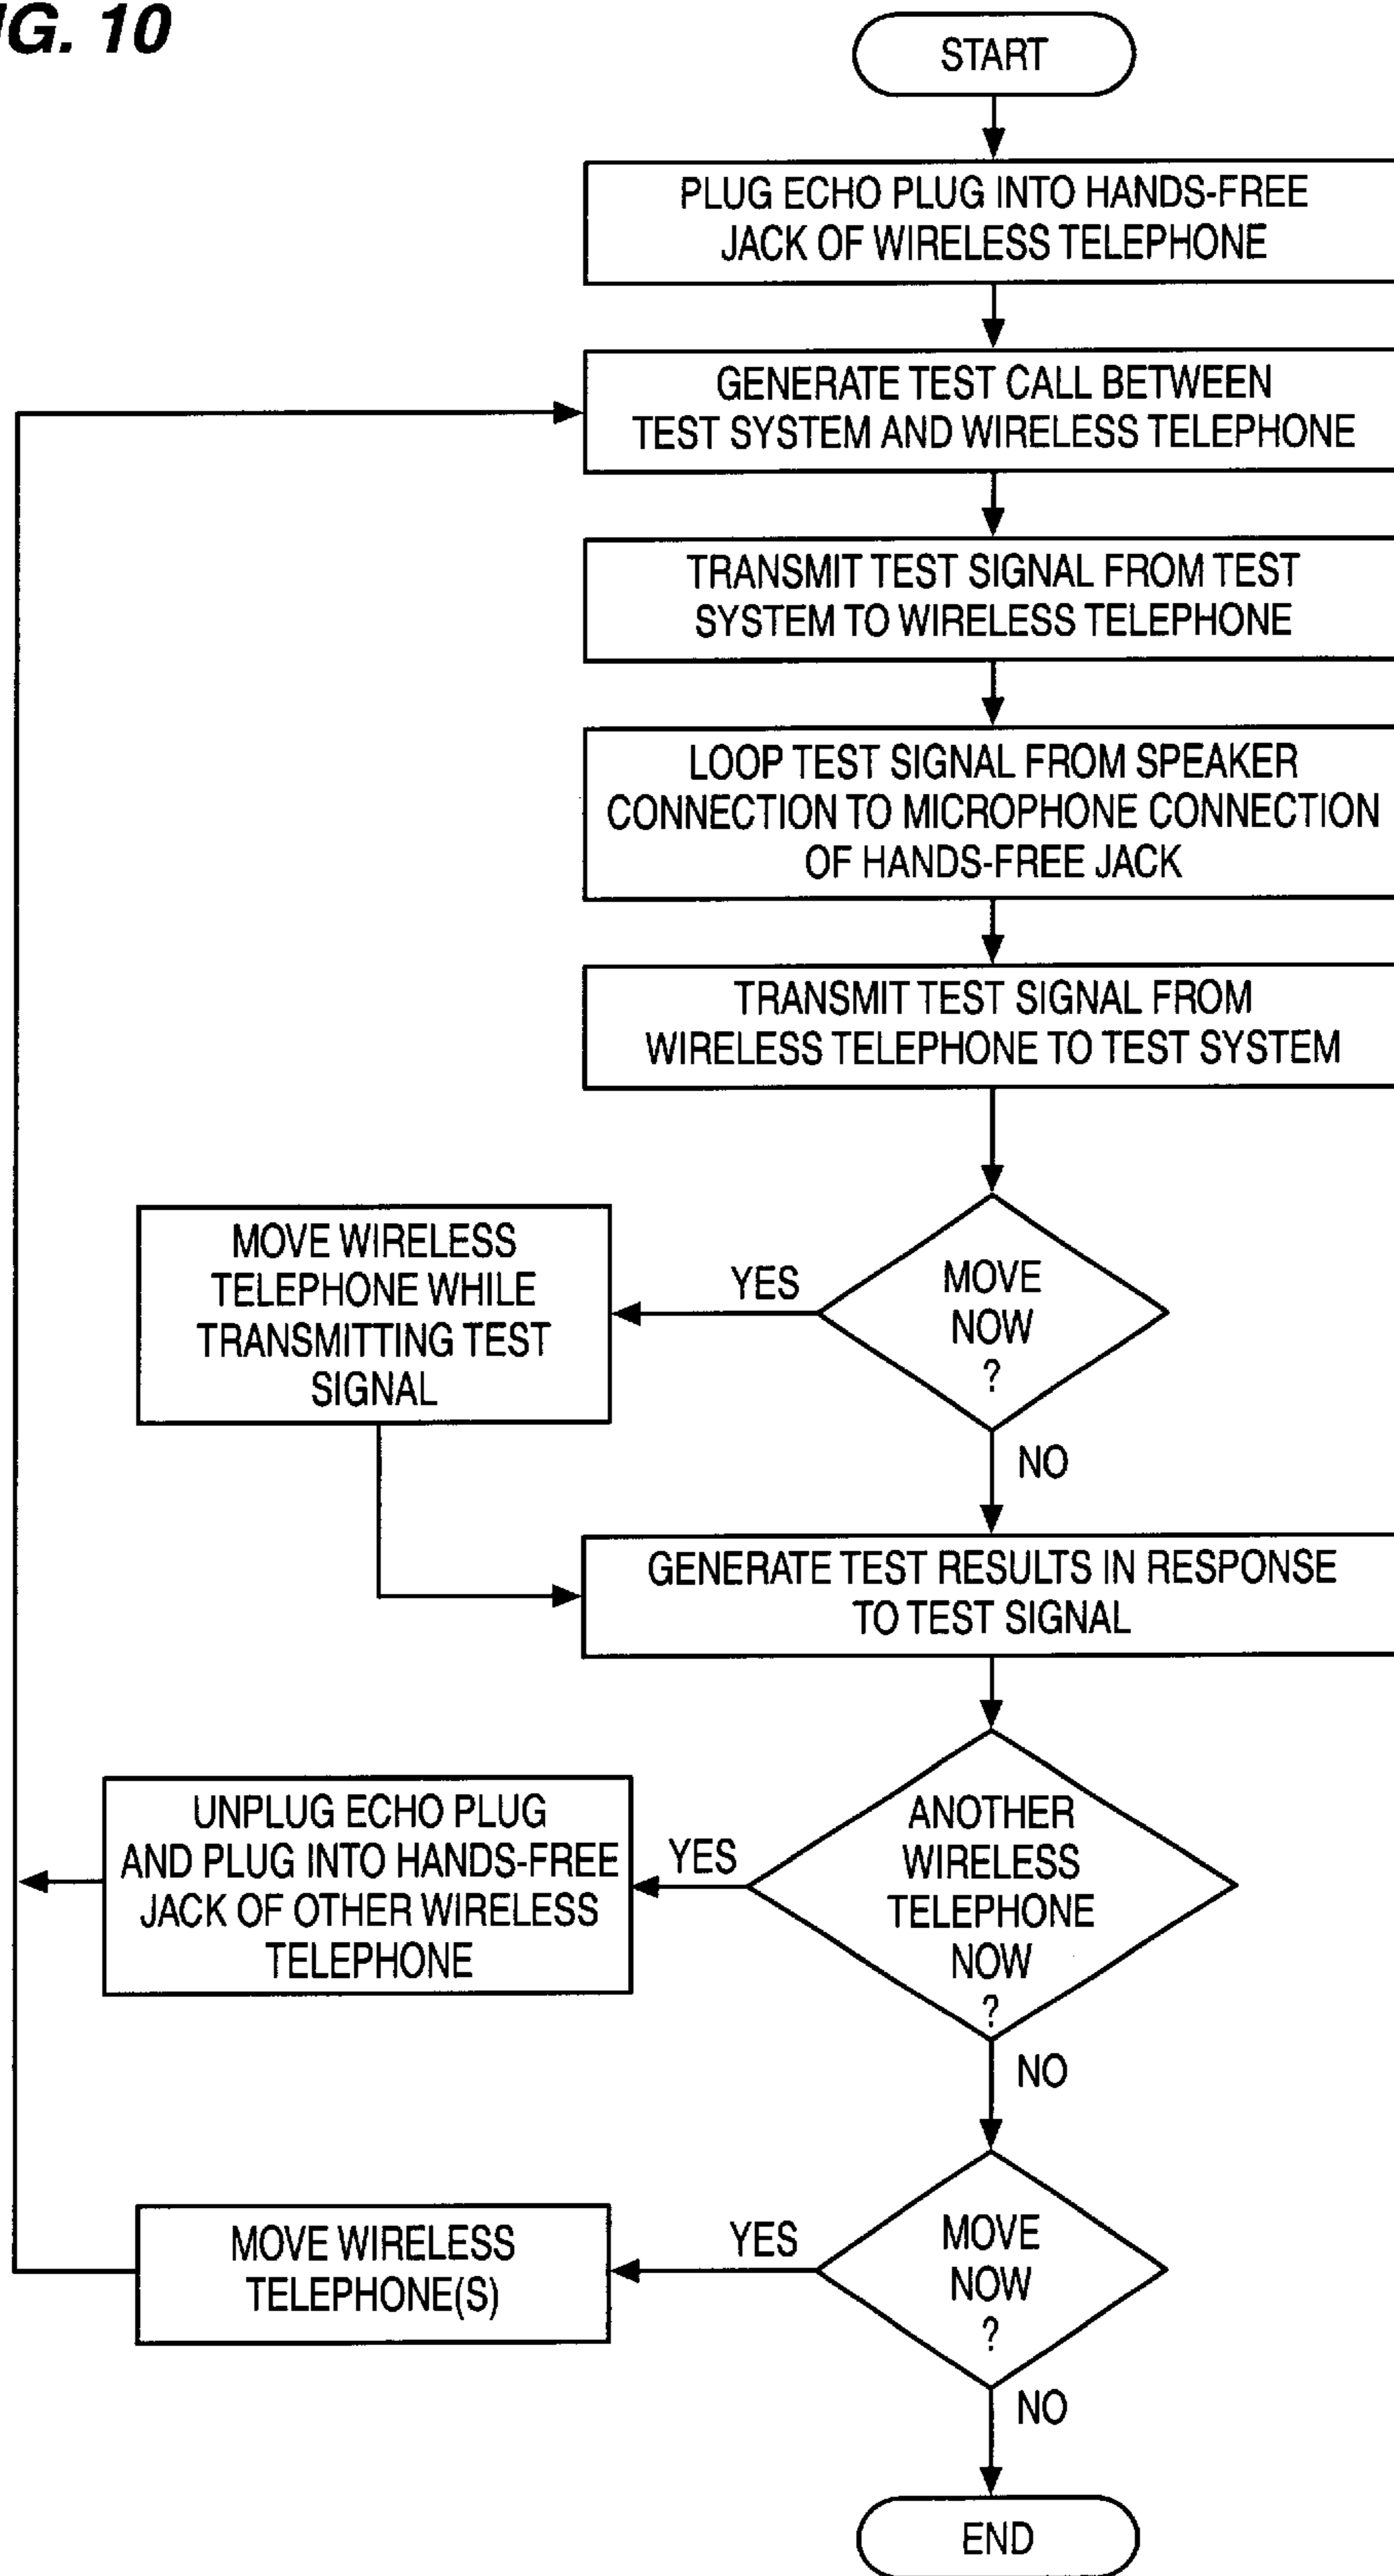 FIG. 10
START
PLUG ECHO PLUG INTO HANDS-FREE
JACK OF WIRELESS TELEPHONE
GENERATE TEST CALL BETWEEN
TEST SYSTEM AND WIRELESS TELEPHONE
TRANSMIT TEST SIGNAL FROM TEST
SYSTEM TO WIRELESS TELEPHONE
LOOP TEST SIGNAL FROM SPEAKER
CONNECTION TO MICROPHONE CONNECTION
OF HANDS-FREE JACK
TRANSMIT TEST SIGNAL FROM
WIRELESS TELEPHONE TO TEST SYSTEM
MOVE
NOW
?
YES
MOVE WIRELESS
TELEPHONE WHILE
TRANSMITTING TEST
SIGNAL
NO
GENERATE TEST RESULTS IN RESPONSE
TO TEST SIGNAL
ANOTHER
WIRELESS
TELEPHONE
NOW
?
YES
UNPLUG ECHO PLUG
AND PLUG INTO HANDS-FREE
JACK OF OTHER WIRELESS
TELEPHONE
NO
MOVE
NOW
?
YES
MOVE WIRELESS
TELEPHONE(S)
NO
END